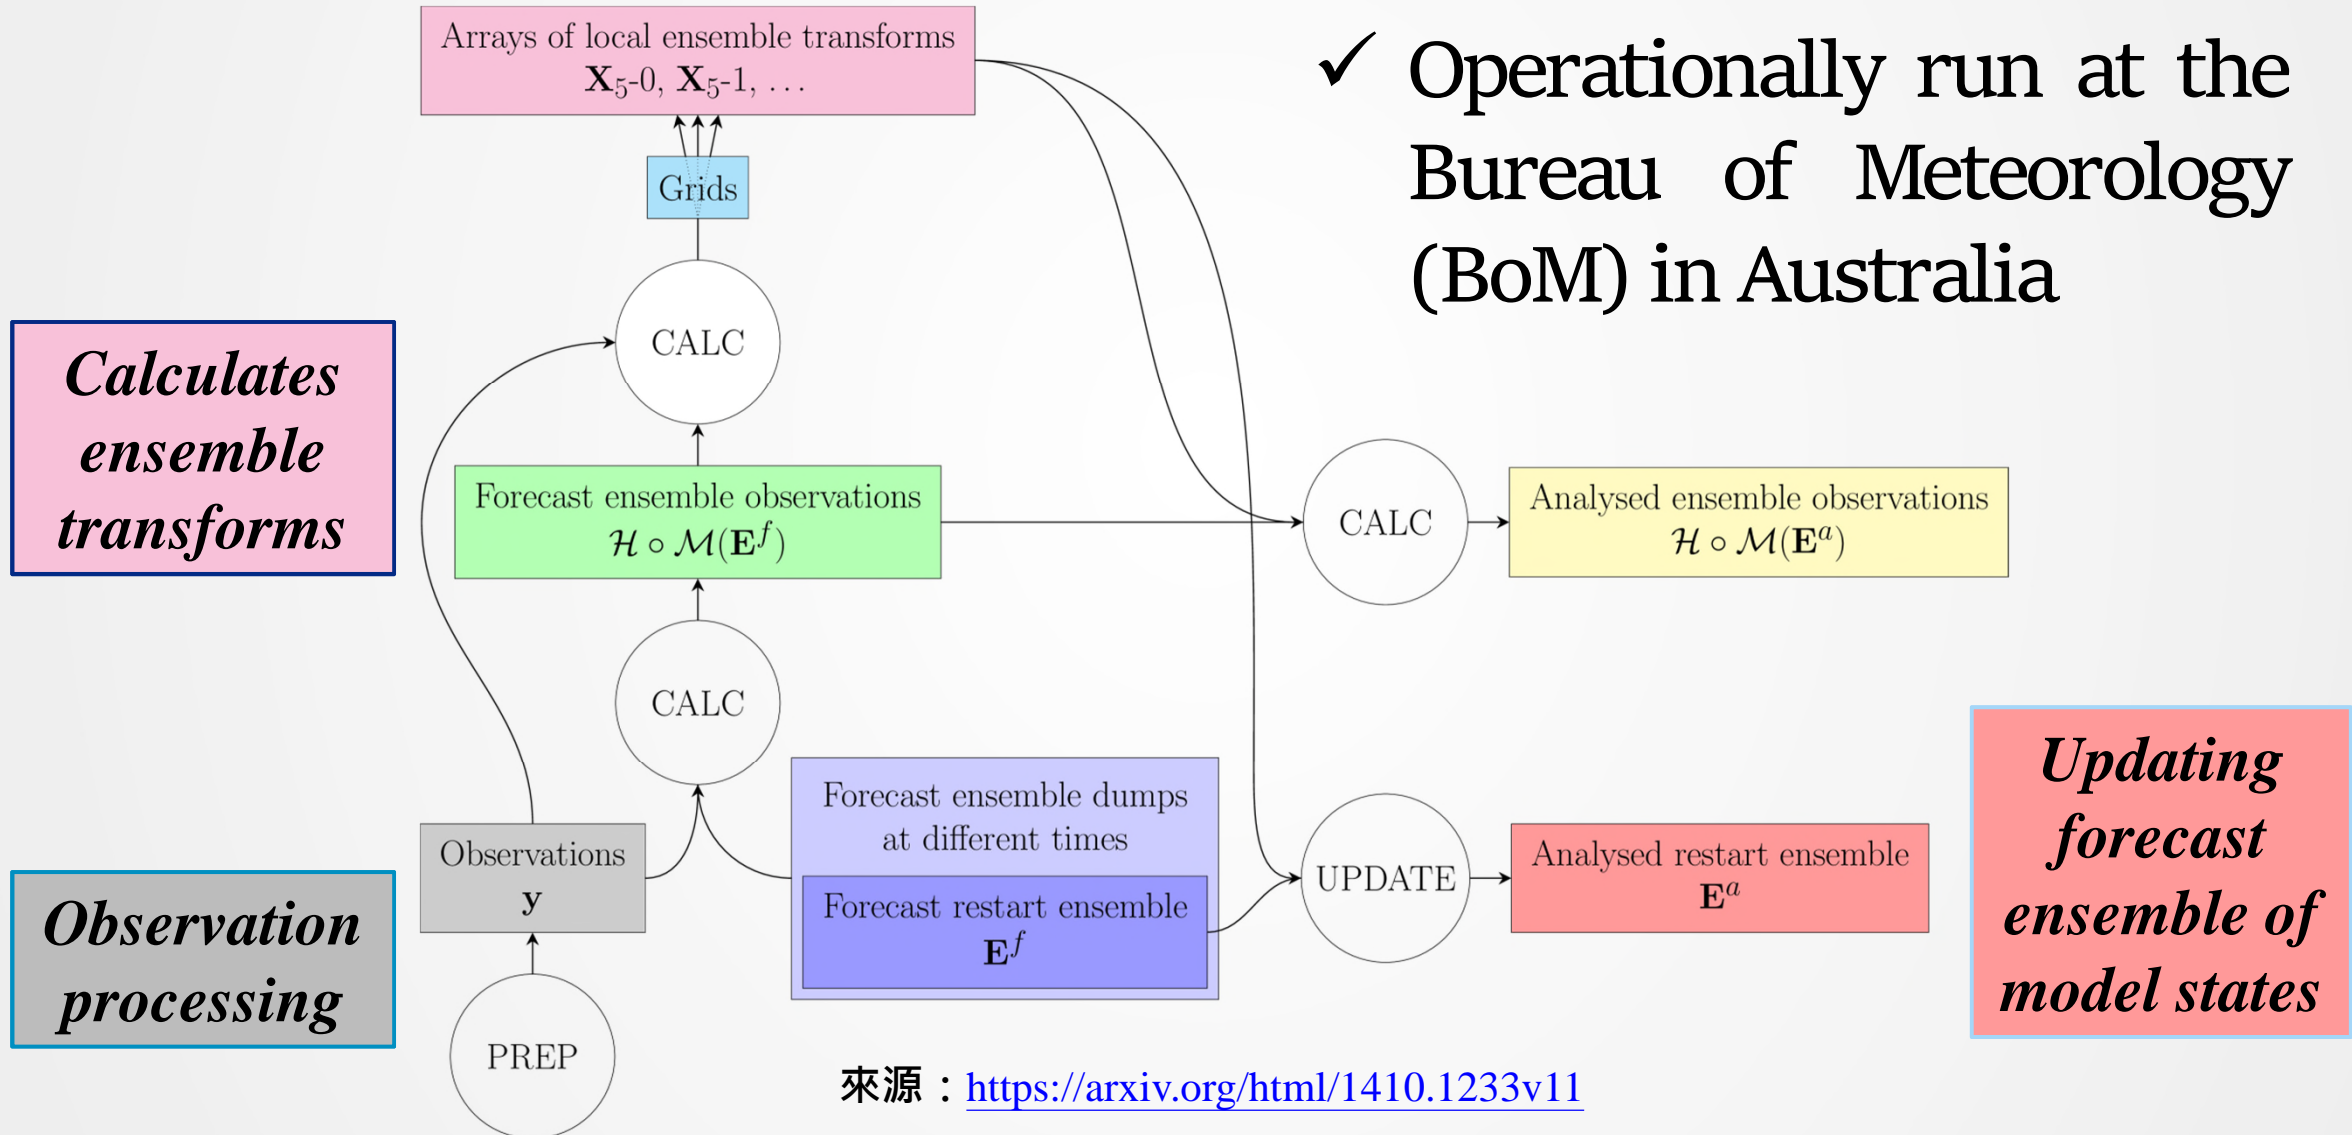 Arrays of local ensemble transforms
X₅-0, X₅-1, …
Grids
CALC
Forecast ensemble observations
ℋ ∘ ℳ(Eᶠ)
CALC
Observations
y
PREP
Forecast ensemble dumps
at different times
Forecast restart ensemble
Eᶠ
CALC
Analysed ensemble observations
ℋ ∘ ℳ(Eᵃ)
UPDATE
Analysed restart ensemble
Eᵃ
✓ Operationally run at the
Bureau of Meteorology
(BoM) in Australia
Calculates
ensemble
transforms
Observation
processing
Updating
forecast
ensemble of
model states
來源：https://arxiv.org/html/1410.1233v11